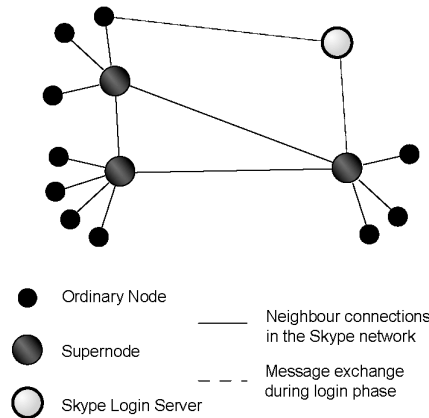 Ordinary Node
Supernode
Skype Login Server
Neighbour connections
in the Skype network
Message exchange
during login phase